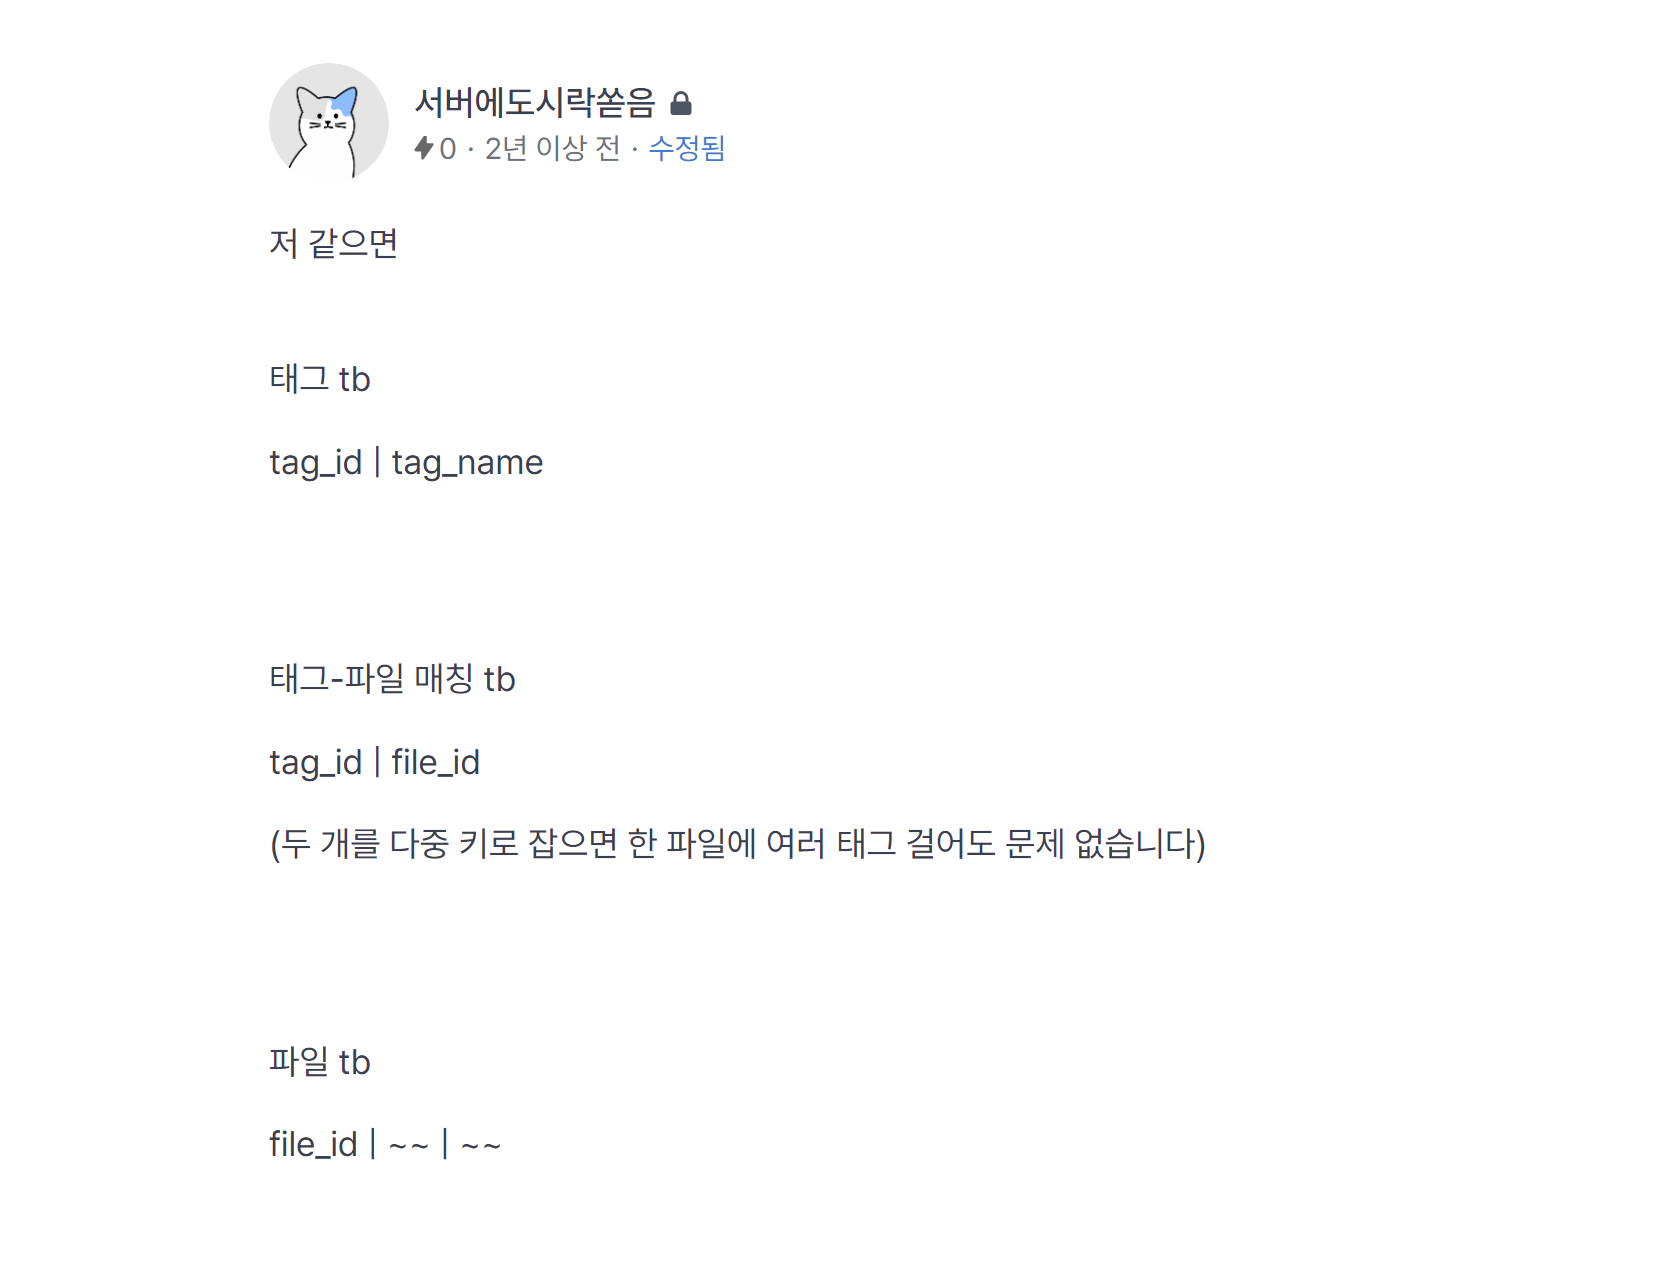 서버에도시락쏟음
0 · 2년 이상 전 · 수정됨
저 같으면
태그 tb
tag_id | tag_name
태그-파일 매칭 tb
tag_id | file_id
(두 개를 다중 키로 잡으면 한 파일에 여러 태그 걸어도 문제 없습니다)
파일 tb
file_id | ~~ | ~~